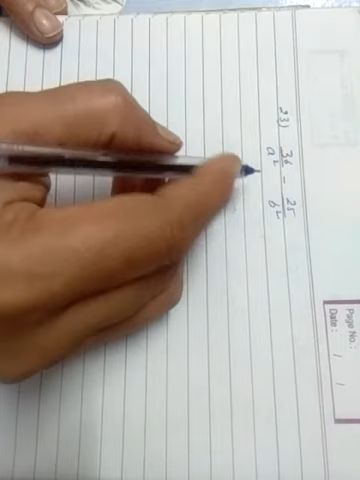 Page No.:
Date: / /
23) 36/a² - 25/b²